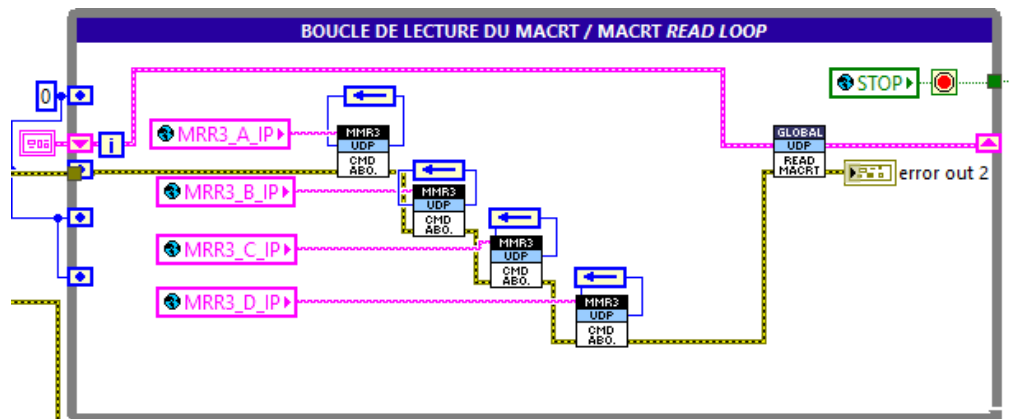 BOUCLE DE LECTURE DU MACRT / MACRT READ LOOP
0
i
STOP
MRR3_A_IP
MMR3
UDP
CMD
ABO.
GLOBAL
UDP
READ
MACRT
error out 2
MRR3_B_IP
MMR3
UDP
CMD
ABO.
MRR3_C_IP
MMR3
UDP
CMD
ABO.
MRR3_D_IP
MMR3
UDP
CMD
ABO.